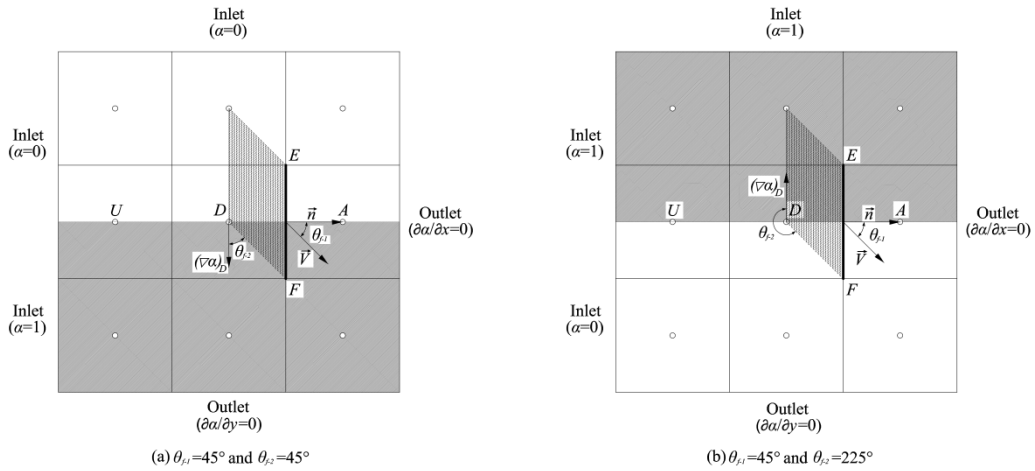 Inlet
(α=0)
Inlet
(α=0)
E
U
D
n⃗
A
θf-1
Outlet
(∂α/∂x=0)
(∇α)D
θf-2
V⃗
F
Inlet
(α=1)
Outlet
(∂α/∂y=0)
(a) θf-1=45° and θf-2=45°
Inlet
(α=1)
Inlet
(α=1)
E
(∇α)D
U
D
n⃗
A
θf-2
θf-1
Outlet
(∂α/∂x=0)
V⃗
F
Inlet
(α=0)
Outlet
(∂α/∂y=0)
(b) θf-1=45° and θf-2=225°